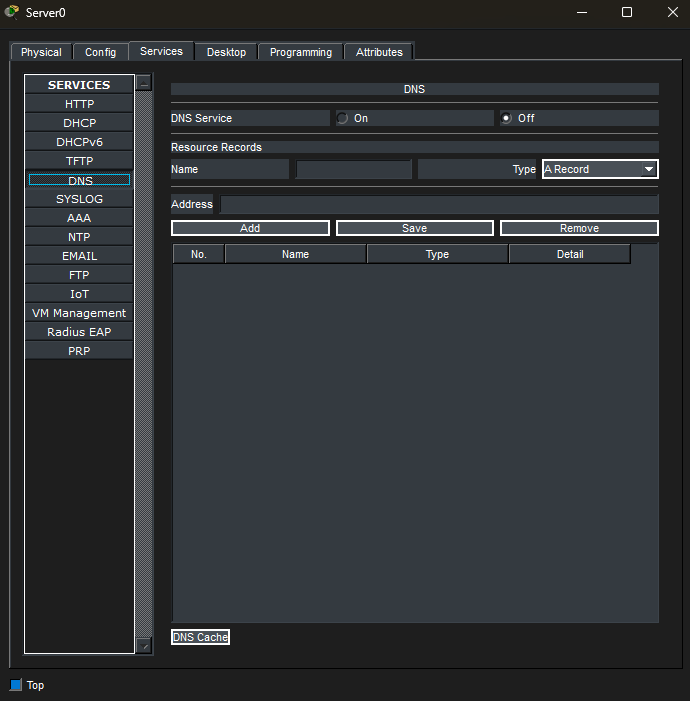 Server0
Physical Config Services Desktop Programming Attributes
SERVICES
HTTP
DHCP
DHCPv6
TFTP
DNS
SYSLOG
AAA
NTP
EMAIL
FTP
IoT
VM Management
Radius EAP
PRP
DNS
DNS Service On Off
Resource Records
Name Type A Record
Address
Add Save Remove
No. Name Type Detail
DNS Cache
Top